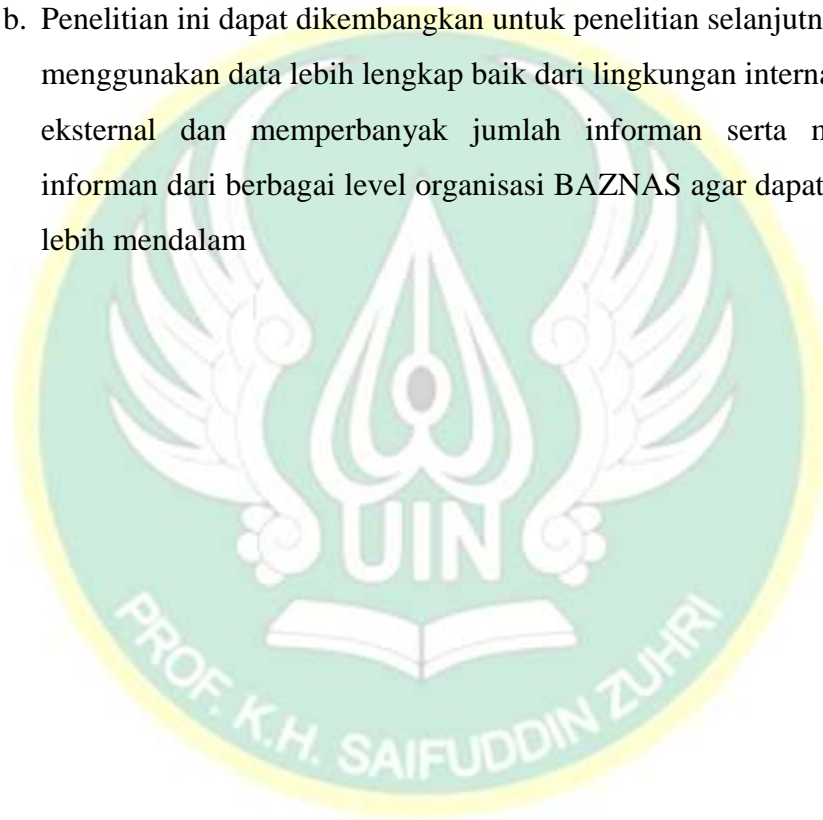 b. Penelitian ini dapat dikembangkan untuk penelitian selanjutn
menggunakan data lebih lengkap baik dari lingkungan interna
eksternal dan memperbanyak jumlah informan serta m
informan dari berbagai level organisasi BAZNAS agar dapat
lebih mendalam
UIN
PROF. K.H. SAIFUDDIN ZUHRI